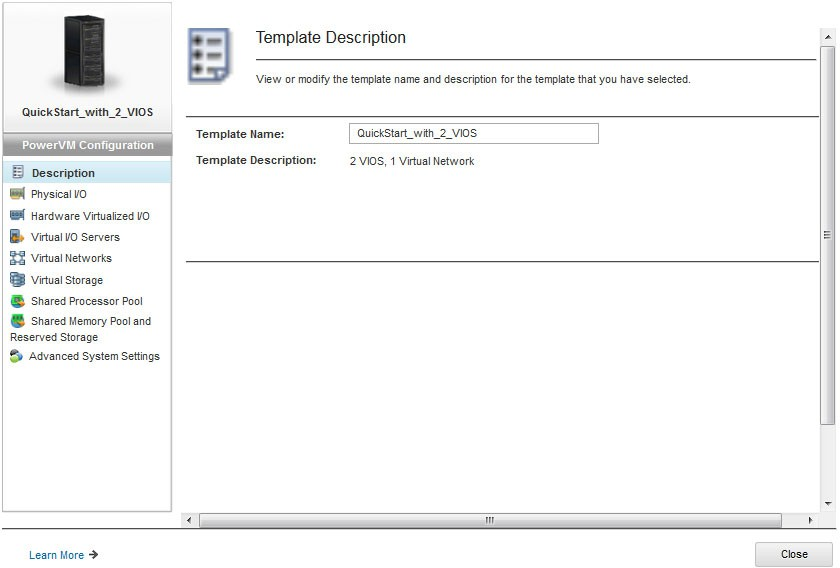 QuickStart_with_2_VIOS
PowerVM Configuration
Description
Physical I/O
Hardware Virtualized I/O
Virtual I/O Servers
Virtual Networks
Virtual Storage
Shared Processor Pool
Shared Memory Pool and
Reserved Storage
Advanced System Settings
Template Description
View or modify the template name and description for the template that you have selected.
Template Name: QuickStart_with_2_VIOS
Template Description: 2 VIOS, 1 Virtual Network
Learn More
Close